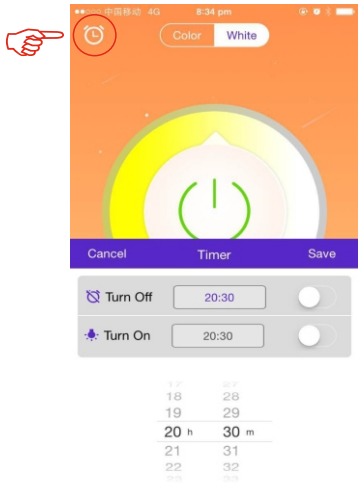 中国移动 4G 8:34 pm
Color White
Cancel Timer Save
Turn Off 20:30
Turn On 20:30
18 28
19 29
20 h 30 m
21 31
22 32